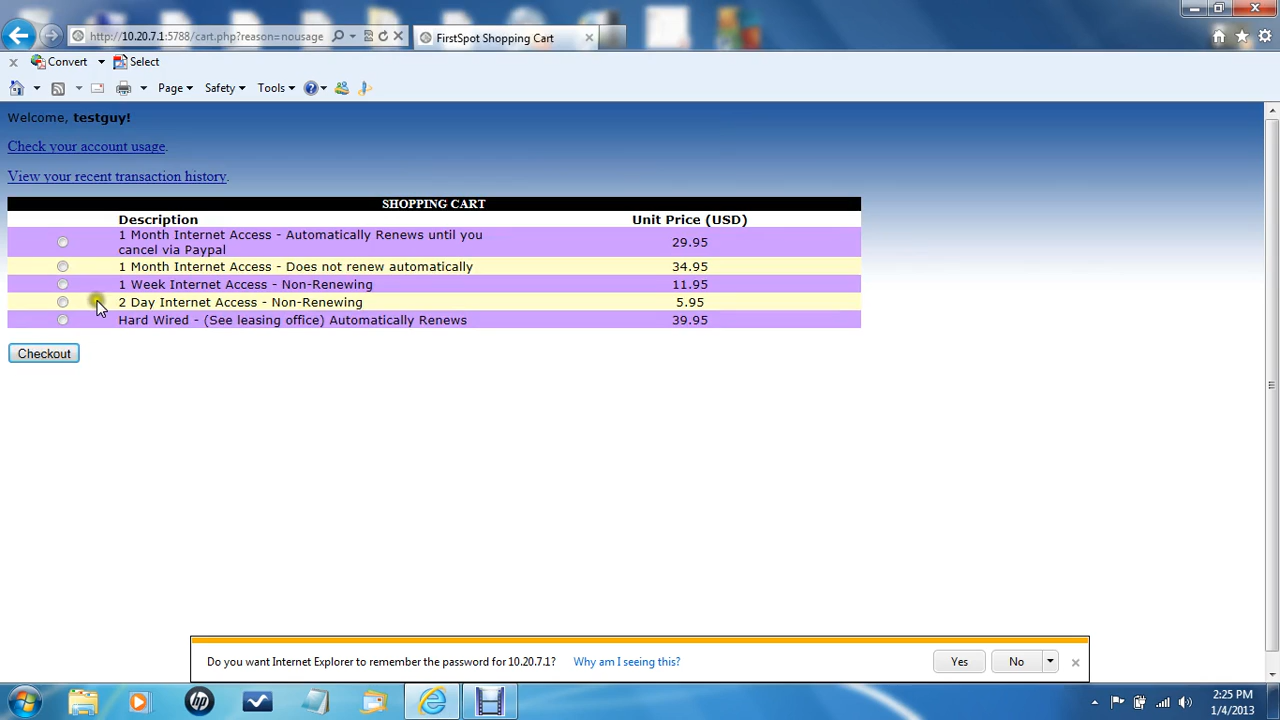 http://10.20.7.1:5788/cart.php?reason=nousage
FirstSpot Shopping Cart
Convert
Select
Page
Safety
Tools
Welcome, testguy!
Check your account usage.
View your recent transaction history.
SHOPPING CART
Description Unit Price (USD)
1 Month Internet Access - Automatically Renews until you
cancel via Paypal 29.95
1 Month Internet Access - Does not renew automatically 34.95
1 Week Internet Access - Non-Renewing 11.95
2 Day Internet Access - Non-Renewing 5.95
Hard Wired - (See leasing office) Automatically Renews 39.95
Checkout
Do you want Internet Explorer to remember the password for 10.20.7.1? Why am I seeing this? Yes No
hp
2:25 PM
1/4/2013